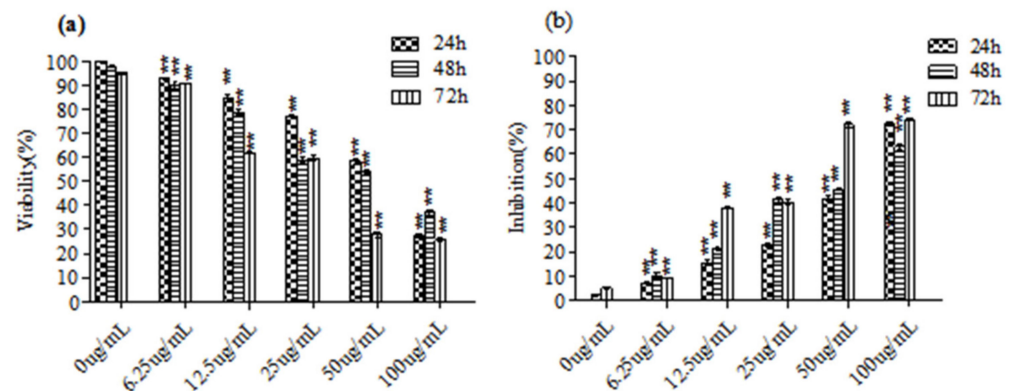 (a)
24h
48h
72h
Viability(%)
100
90
80
70
60
50
40
30
20
10
0
** ** ** ** ** ** ** ** ** ** ** ** ** ** **
0ug/mL 6.25ug/mL 12.5ug/mL 25ug/mL 50ug/mL 100ug/mL
(b)
24h
48h
72h
Inhibition(%)
100
90
80
70
60
50
40
30
20
10
0
** ** ** ** ** ** ** ** ** ** ** ** ** ** **
0ug/mL 6.25ug/mL 12.5ug/mL 25ug/mL 50ug/mL 100ug/mL